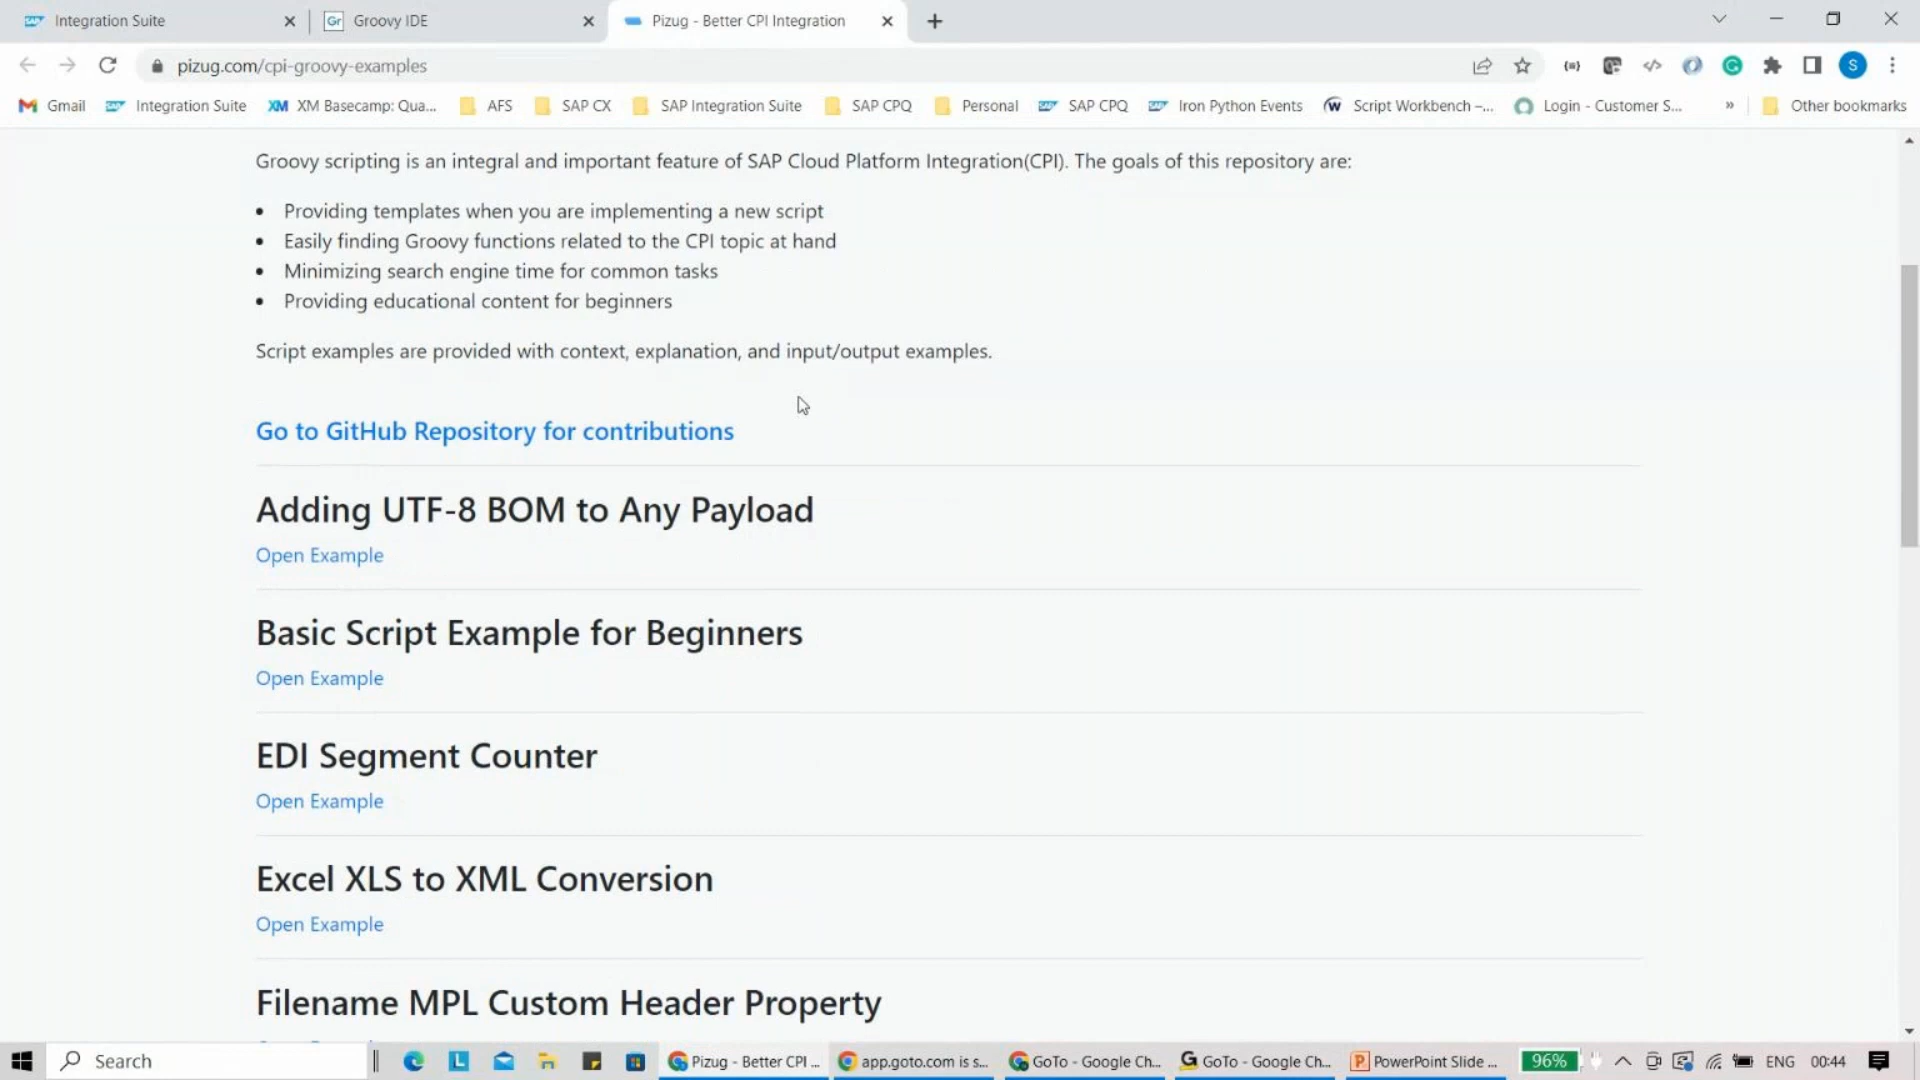 Integration Suite
Gr Groovy IDE
Pizug - Better CPI Integration
pizug.com/cpi-groovy-examples
S
Gmail
Integration Suite
XM XM Basecamp: Qua...
AFS
SAP CX
SAP Integration Suite
SAP CPQ
Personal
SAP CPQ
Iron Python Events
Script Workbench –...
Login - Customer S...
»
Other bookmarks
Groovy scripting is an integral and important feature of SAP Cloud Platform Integration(CPI). The goals of this repository are:
• Providing templates when you are implementing a new script
• Easily finding Groovy functions related to the CPI topic at hand
• Minimizing search engine time for common tasks
• Providing educational content for beginners
Script examples are provided with context, explanation, and input/output examples.
Go to GitHub Repository for contributions
Adding UTF-8 BOM to Any Payload
Open Example
Basic Script Example for Beginners
Open Example
EDI Segment Counter
Open Example
Excel XLS to XML Conversion
Open Example
Filename MPL Custom Header Property
Search
L
Pizug - Better CPI ...
app.goto.com is s...
GoTo - Google Ch...
GoTo - Google Ch...
PowerPoint Slide ...
96%
ENG
00:44